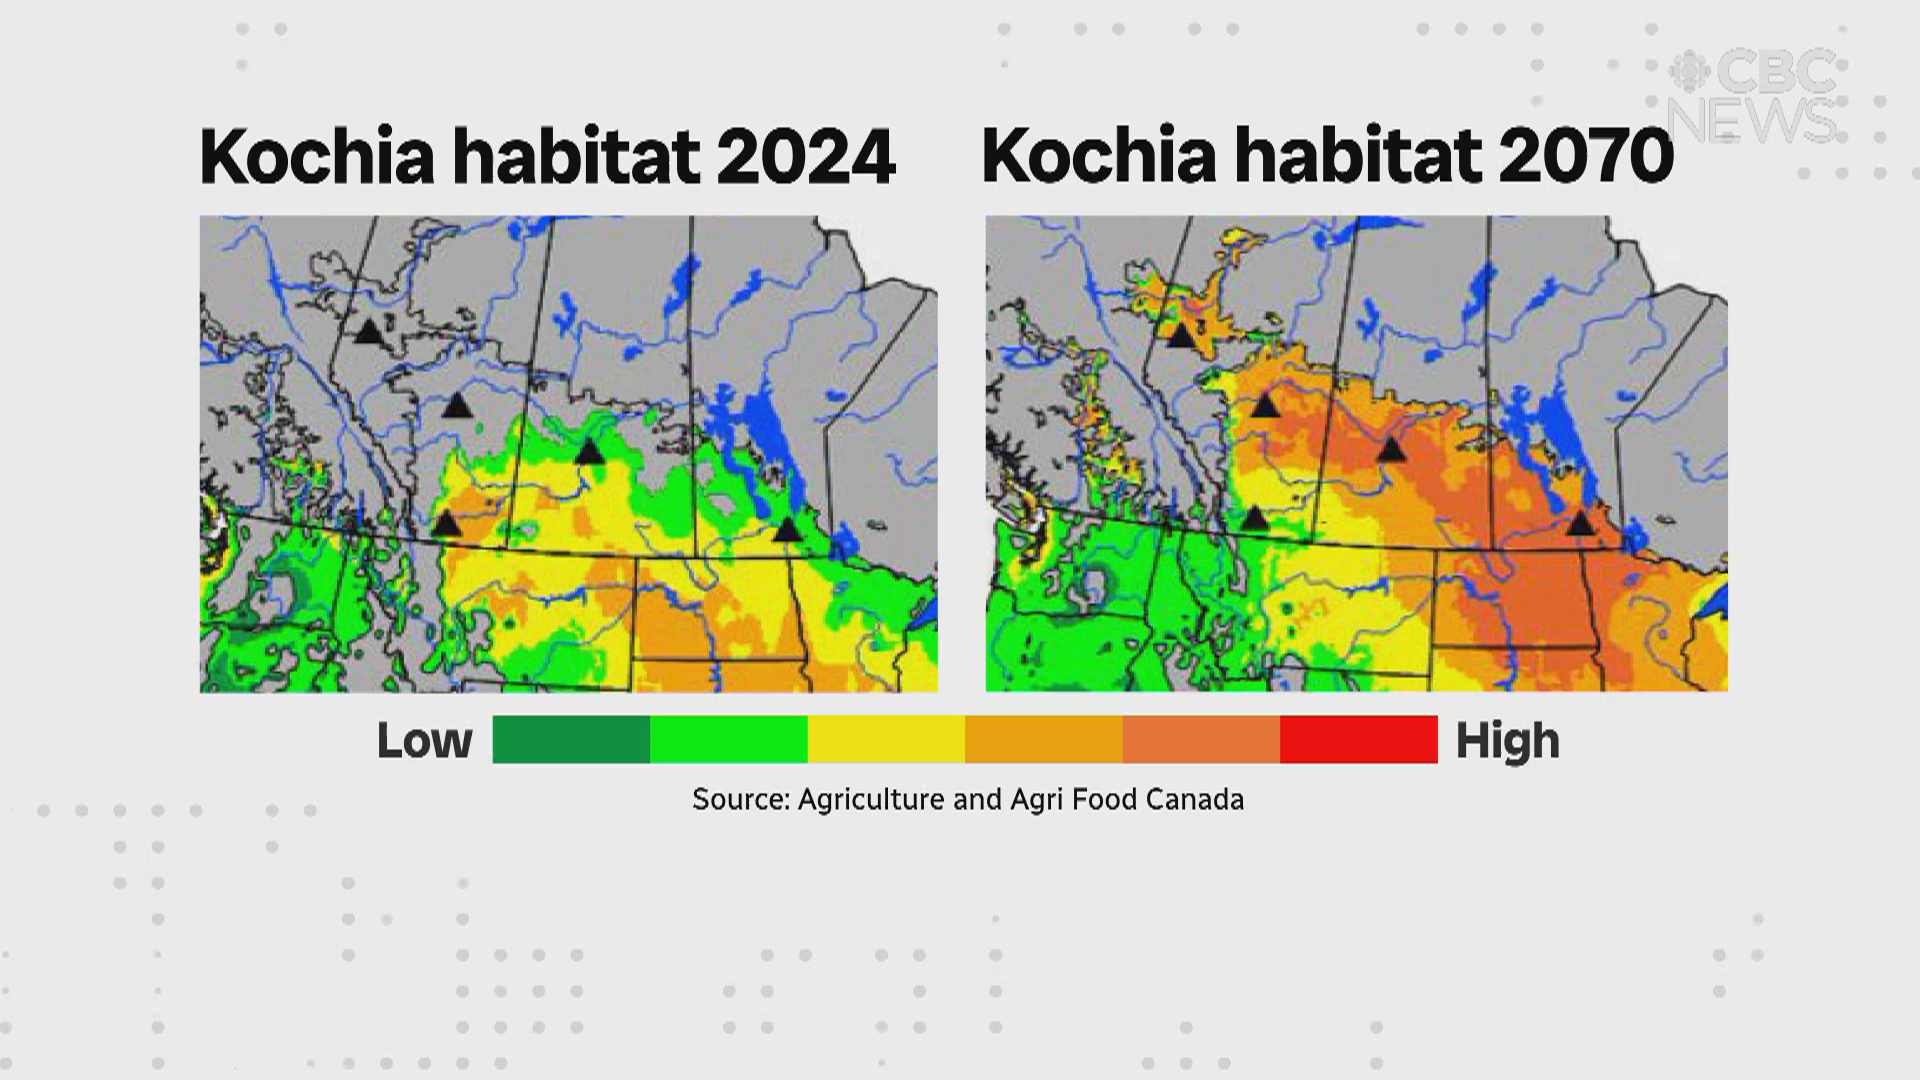 CBC
NEWS
Kochia habitat 2024
Kochia habitat 2070
Low
High
Source: Agriculture and Agri Food Canada